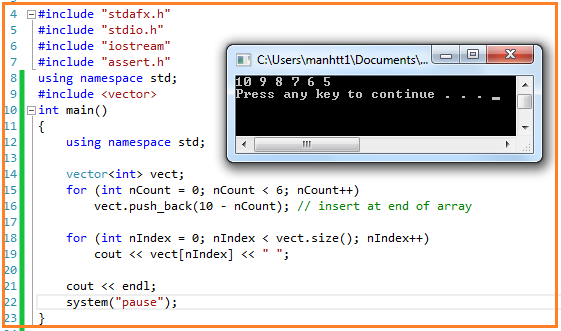 4 #include "stdafx.h"
5 #include "stdio.h"
6 #include "iostream"
7 #include "assert.h"
8 using namespace std;
9 #include <vector>
10 int main()
11 {
12 using namespace std;
13
14 vector<int> vect;
15 for (int nCount = 0; nCount < 6; nCount++)
16 vect.push_back(10 - nCount); // insert at end of array
17
18 for (int nIndex = 0; nIndex < vect.size(); nIndex++)
19 cout << vect[nIndex] << " ";
20
21 cout << endl;
22 system("pause");
23 }
C:\Users\manhtt1\Documents\...
10 9 8 7 6 5
Press any key to continue . . . _